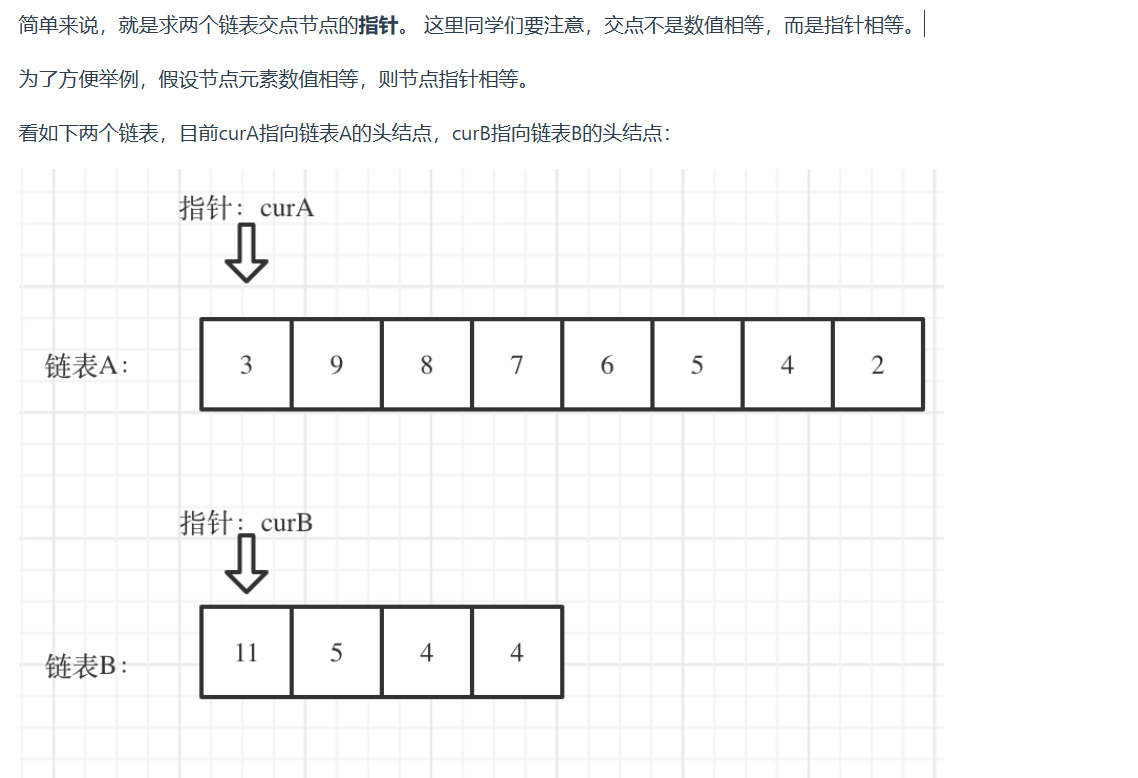 简单来说，就是求两个链表交点节点的指针。 这里同学们要注意，交点不是数值相等，而是指针相等。
为了方便举例，假设节点元素数值相等，则节点指针相等。
看如下两个链表，目前curA指向链表A的头结点，curB指向链表B的头结点：
指针：curA
链表A： 3 9 8 7 6 5 4 2
指针：curB
链表B： 11 5 4 4